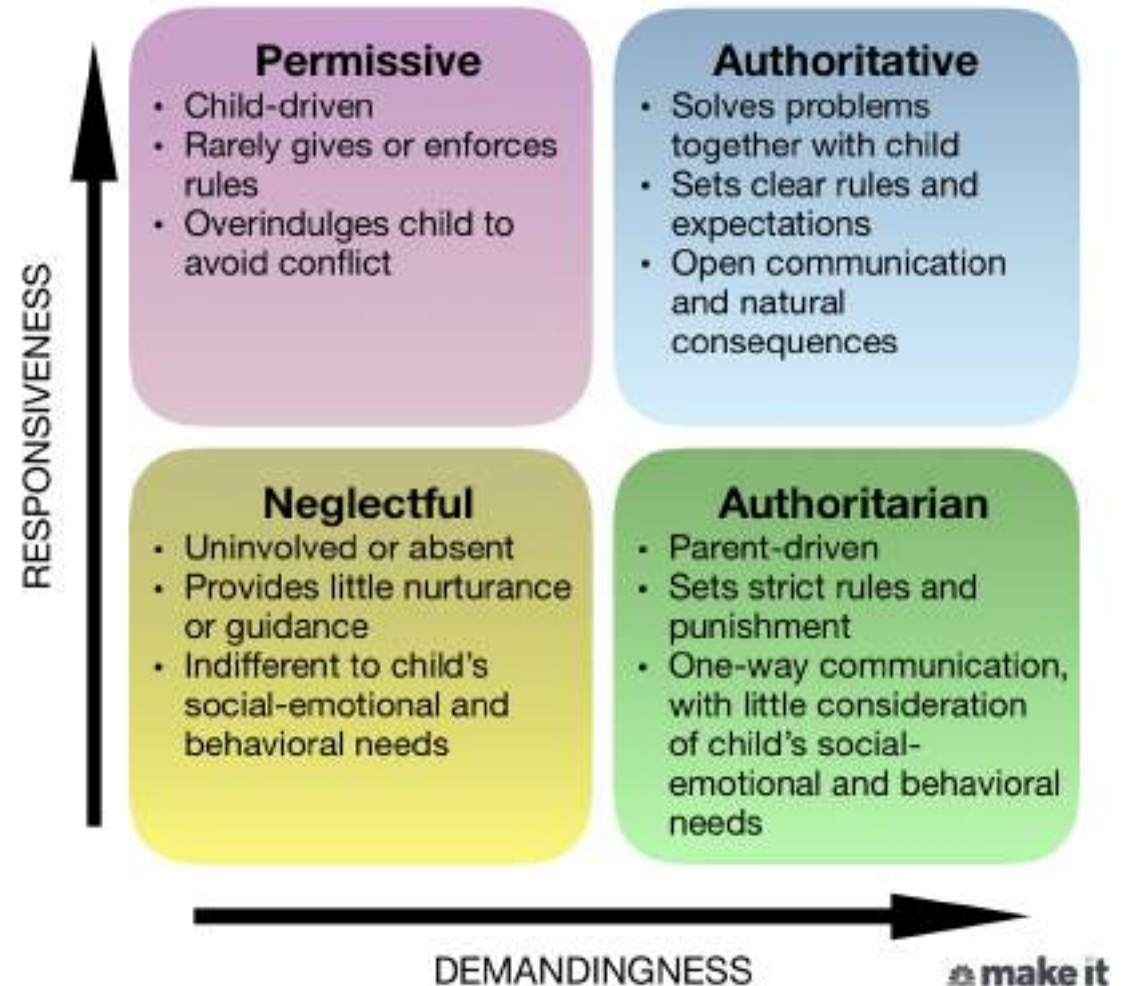 Permissive
• Child-driven
• Rarely gives or enforces
rules
• Overindulges child to
avoid conflict
Authoritative
• Solves problems
together with child
• Sets clear rules and
expectations
• Open communication
and natural
consequences
RESPONSIVENESS
Neglectful
• Uninvolved or absent
• Provides little nurturance
or guidance
• Indifferent to child's
social-emotional and
behavioral needs
Authoritarian
• Parent-driven
• Sets strict rules and
punishment
• One-way communication,
with little consideration
of child's social-
emotional and behavioral
needs
DEMANDINGNESS
make it